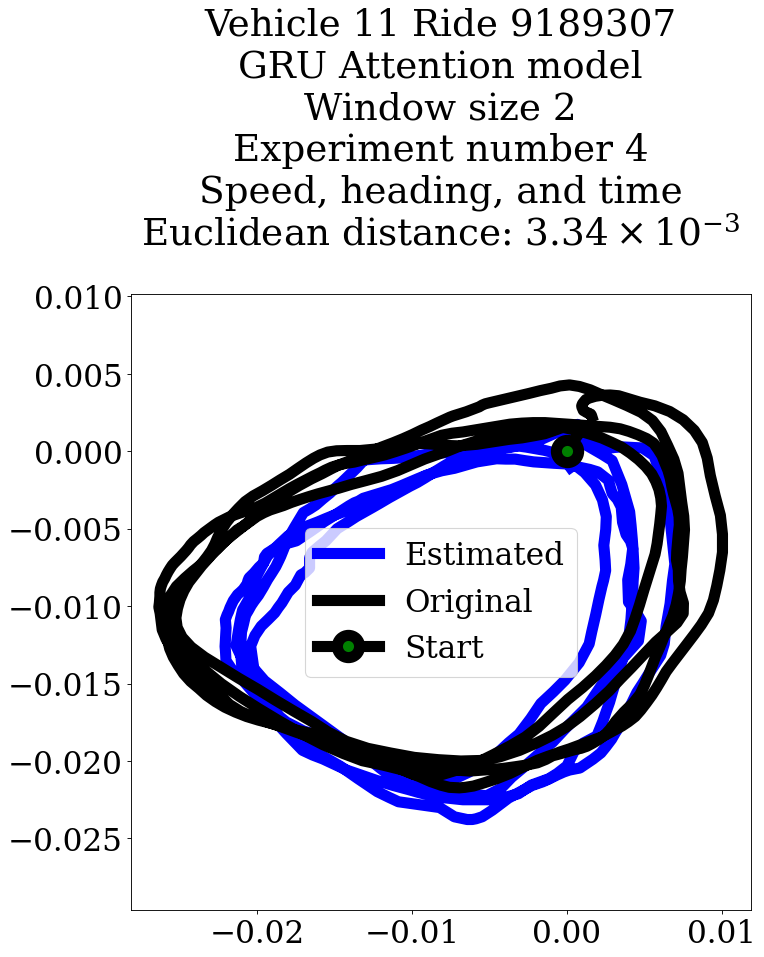 Vehicle 11 Ride 9189307
GRU Attention model
Window size 2
Experiment number 4
Speed, heading, and time
Euclidean distance: 3.34 × 10⁻³
0.010
0.005
0.000
−0.005
−0.010
−0.015
−0.020
−0.025
Estimated
Original
Start
−0.02 −0.01 0.00 0.01